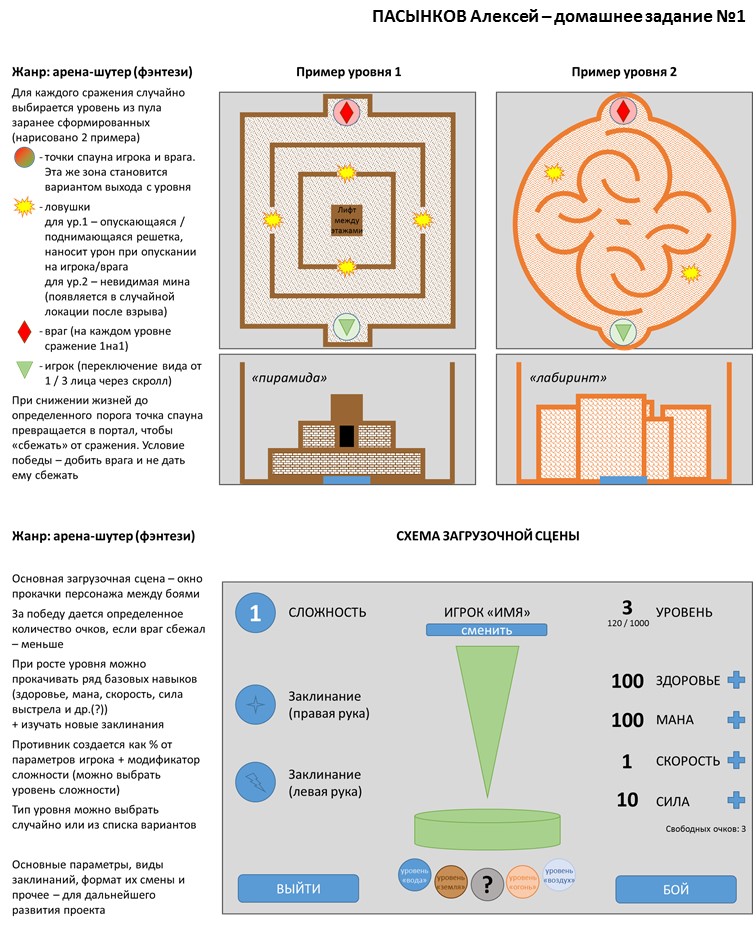 ПАСЫНКОВ Алексей – домашнее задание №1
Жанр: арена-шутер (фэнтези)
Для каждого сражения случайно
выбирается уровень из пула
заранее сформированных
(нарисовано 2 примера)
- точки спауна игрока и врага.
Эта же зона становится
вариантом выхода с уровня
- ловушки
для ур.1 – опускающаяся /
поднимающаяся решетка,
наносит урон при опускании
на игрока/врага
для ур.2 – невидимая мина
(появляется в случайной
локации после взрыва)
- враг (на каждом уровне
сражение 1на1)
- игрок (переключение вида от
1 / 3 лица через скролл)
При снижении жизней до
определенного порога точка спауна
превращается в портал, чтобы
«сбежать» от сражения. Условие
победы – добить врага и не дать
ему сбежать
Пример уровня 1
Лифт
между
этажами
«пирамида»
Пример уровня 2
«лабиринт»
Жанр: арена-шутер (фэнтези)
Основная загрузочная сцена – окно
прокачки персонажа между боями
За победу дается определенное
количество очков, если враг сбежал
– меньше
При росте уровня можно
прокачивать ряд базовых навыков
(здоровье, мана, скорость, сила
выстрела и др.(?))
+ изучать новые заклинания
Противник создается как % от
параметров игрока + модификатор
сложности (можно выбрать
уровень сложности)
Тип уровня можно выбрать
случайно или из списка вариантов
Основные параметры, виды
заклинаний, формат их смены и
прочее – для дальнейшего
развития проекта
СХЕМА ЗАГРУЗОЧНОЙ СЦЕНЫ
1 СЛОЖНОСТЬ
Заклинание
(правая рука)
Заклинание
(левая рука)
ИГРОК «ИМЯ»
сменить
3 УРОВЕНЬ
120 / 1000
100 ЗДОРОВЬЕ
100 МАНА
1 СКОРОСТЬ
10 СИЛА
Свободных очков: 3
уровень
«вода»
уровень
«земля»
?
уровень
«огонь»
уровень
«воздух»
ВЫЙТИ
БОЙ